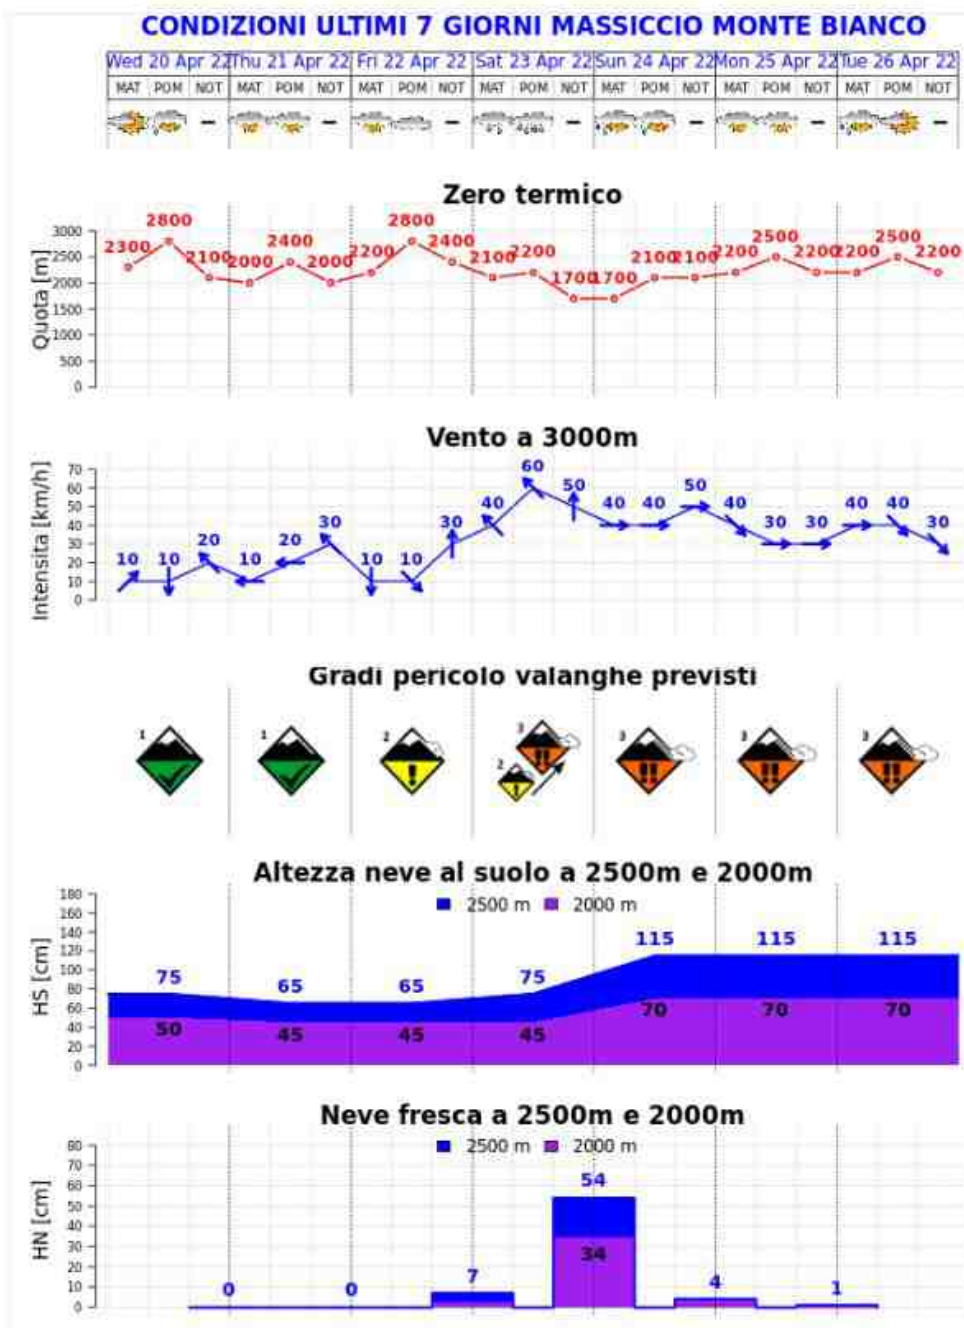 CONDIZIONI ULTIMI 7 GIORNI MASSICCIO MONTE BIANCO
Wed 20 Apr 22 Thu 21 Apr 22 Fri 22 Apr 22 Sat 23 Apr 22 Sun 24 Apr 22 Mon 25 Apr 22 Tue 26 Apr 22
MAT POM NOT MAT POM NOT MAT POM NOT MAT POM NOT MAT POM NOT MAT POM NOT MAT POM NOT
Zero termico
Quota [m]
3000
2500
2000
1500
1000
500
0
2300 2800 2100 2000 2400 2000 2200 2800 2400 2100 2200 1700 1700 2100 2100 2200 2500 2200 2200 2500 2200
Vento a 3000m
Intensita [km/h]
70
60
50
40
30
20
10
0
10 10 20 10 20 30 10 10 30 40 60 50 40 40 50 40 30 30 40 40 30
Gradi pericolo valanghe previsti
1 1 2 2 3 3 3 3
Altezza neve al suolo a 2500m e 2000m
2500 m 2000 m
HS [cm]
180
160
140
120
100
80
60
40
20
0
75 65 65 75 115 115 115
50 45 45 45 70 70 70
Neve fresca a 2500m e 2000m
2500 m 2000 m
HN [cm]
80
70
60
50
40
30
20
10
0
0 0 7 54 4 1
34